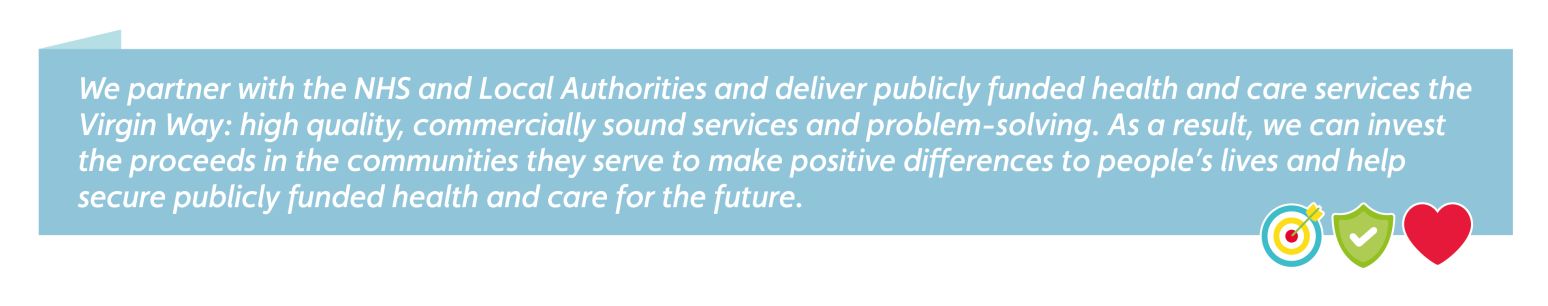 We partner with the NHS and Local Authorities and deliver publicly funded health and care services the
Virgin Way: high quality, commercially sound services and problem-solving. As a result, we can invest
the proceeds in the communities they serve to make positive differences to people’s lives and help
secure publicly funded health and care for the future.